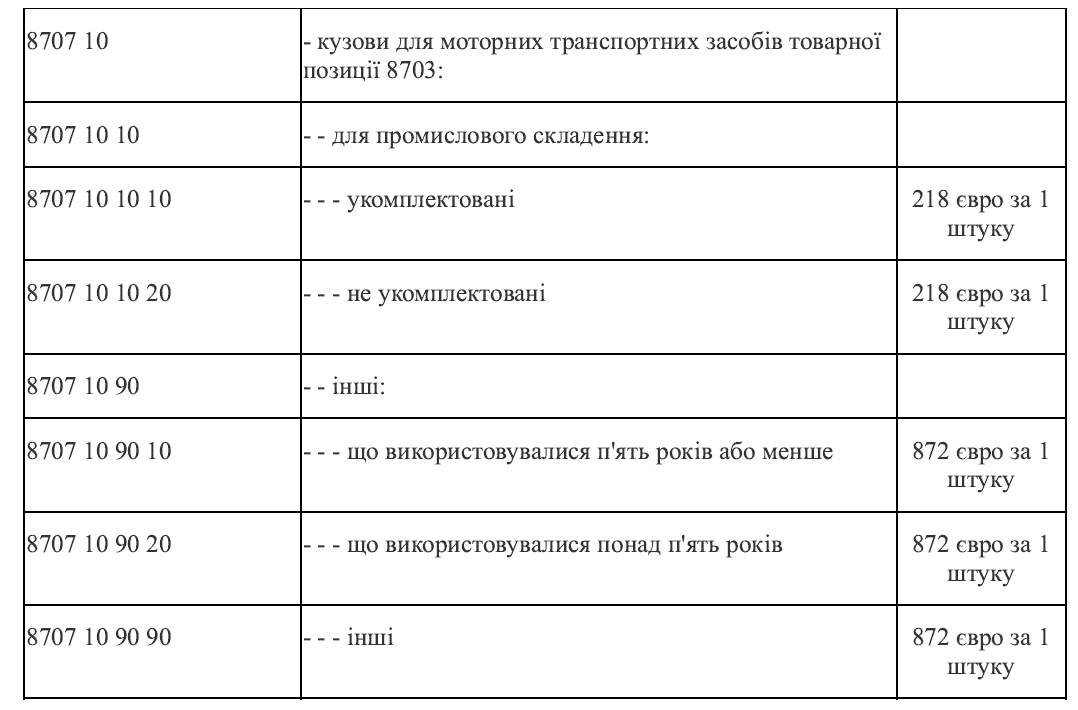 8707 10
- кузови для моторних транспортних засобів товарної
позиції 8703:
8707 10 10
- - для промислового складення:
8707 10 10 10
- - - укомплектовані
218 євро за 1
штуку
8707 10 10 20
- - - не укомплектовані
218 євро за 1
штуку
8707 10 90
- - інші:
8707 10 90 10
- - - що використовувалися п'ять років або менше
872 євро за 1
штуку
8707 10 90 20
- - - що використовувалися понад п'ять років
872 євро за 1
штуку
8707 10 90 90
- - - інші
872 євро за 1
штуку